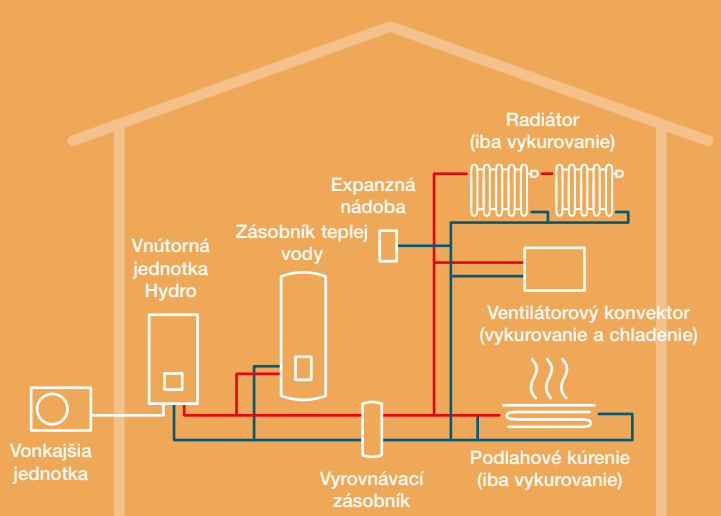 Radiátor
(iba vykurovanie)
Expanzná
nádoba
Zásobník teplej
vody
Vnútorná
jednotka
Hydro
Ventilátorový konvektor
(vykurovanie a chladenie)
Vonkajšia
jednotka
Vyrovnávací
zásobník
Podlahové kúrenie
(iba vykurovanie)